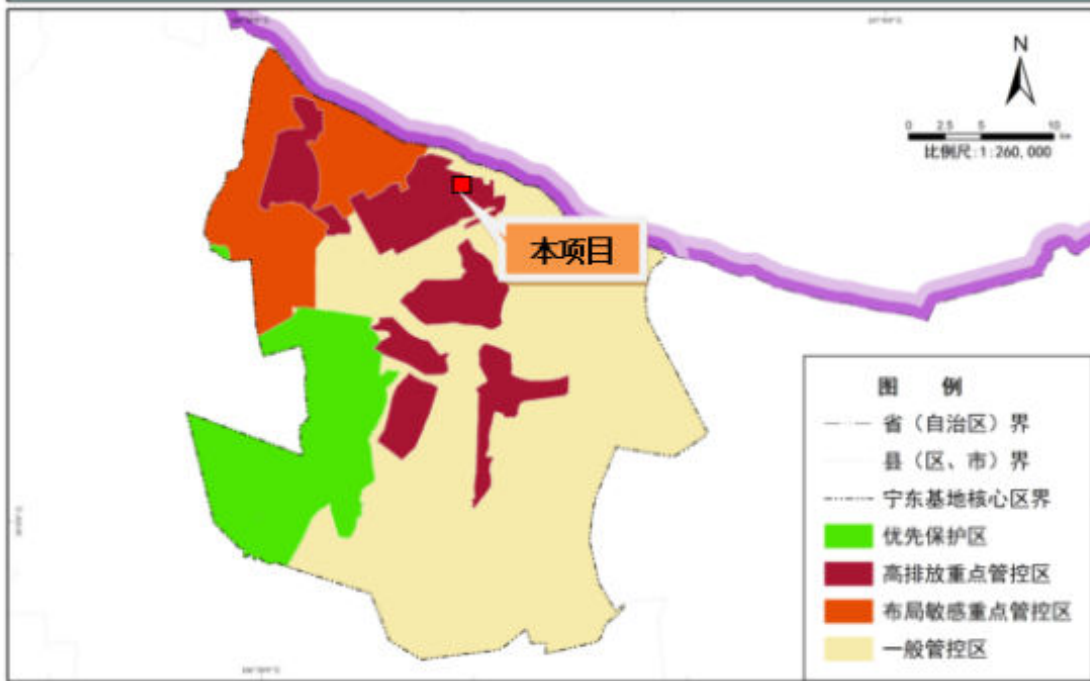 N
0 2.5 5 10
km
比例尺:1:260,000
本项目
图 例
省（自治区）界
县（区、市）界
宁东基地核心区界
优先保护区
高排放重点管控区
布局敏感重点管控区
一般管控区